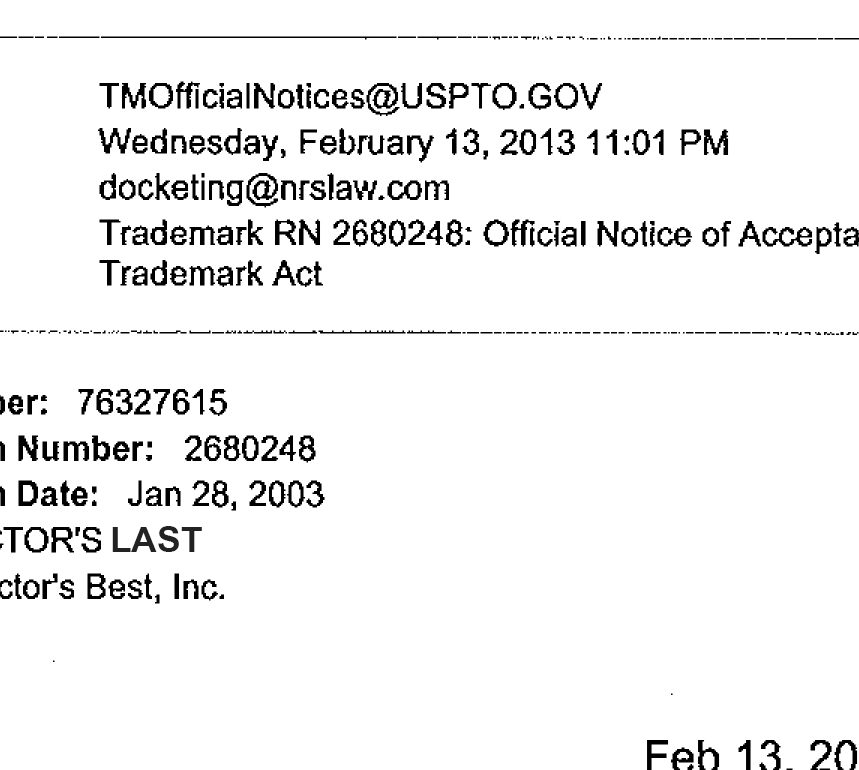 TMOfficialNotices@USPTO.GOV
Wednesday, February 13, 2013 11:01 PM
docketing@nrslaw.com
Trademark RN 2680248: Official Notice of Accepta
Trademark Act
ber: 76327615
n Number: 2680248
n Date: Jan 28, 2003
CTOR'S LAST
ctor's Best, Inc.
Feb 13, 20